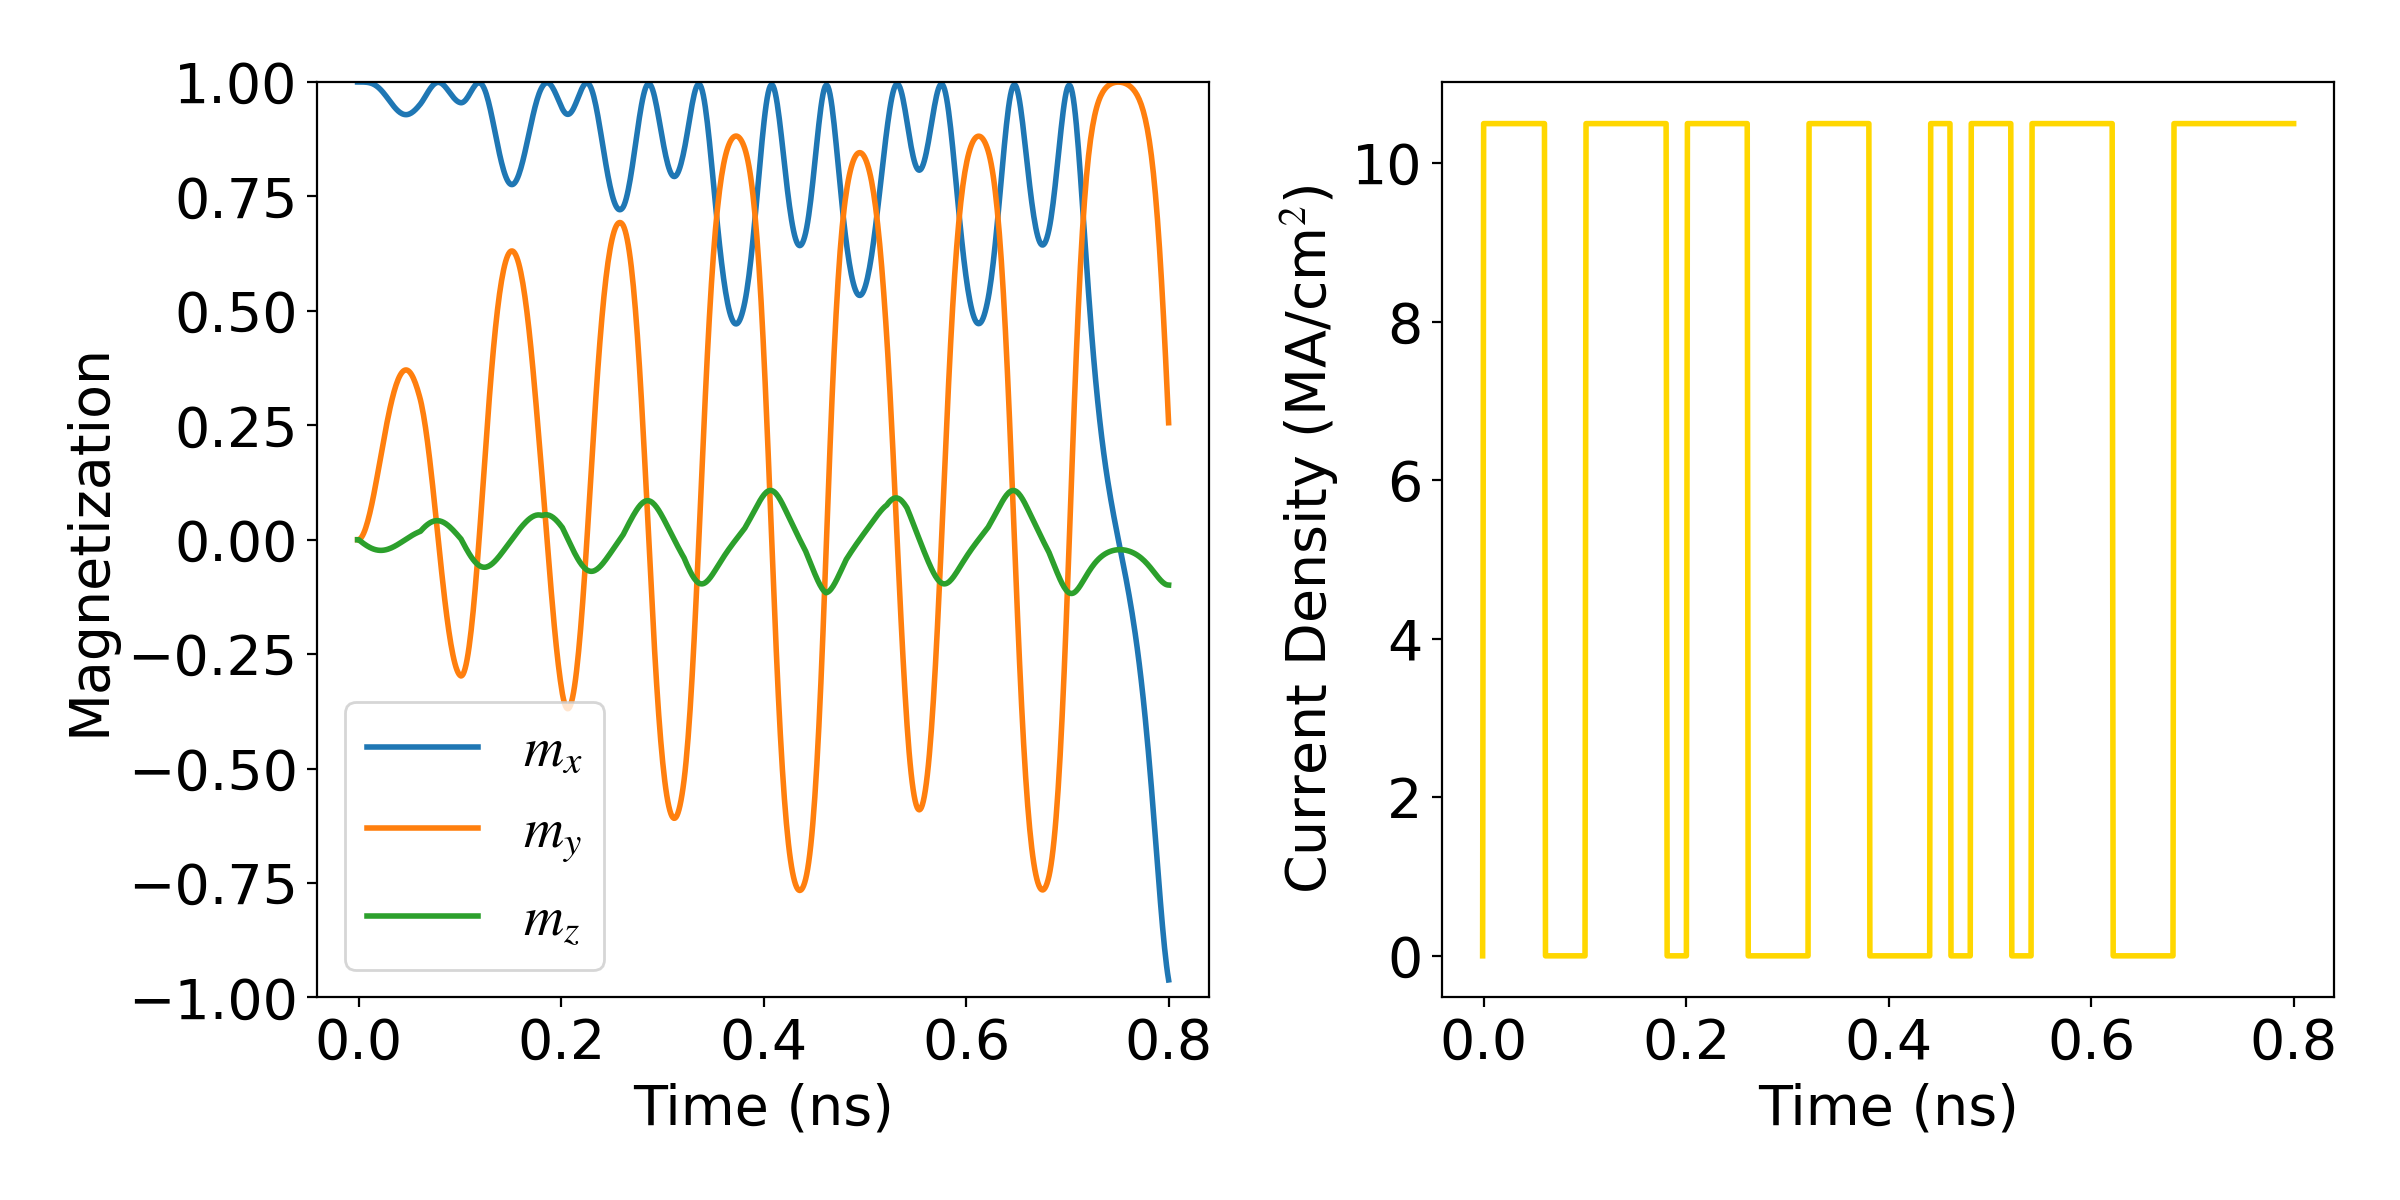 Magnetization
1.00
0.75
0.50
0.25
0.00
−0.25
−0.50
−0.75
−1.00
m_x
m_y
m_z
0.0 0.2 0.4 0.6 0.8
Time (ns)
Current Density (MA/cm²)
10
8
6
4
2
0
0.0 0.2 0.4 0.6 0.8
Time (ns)